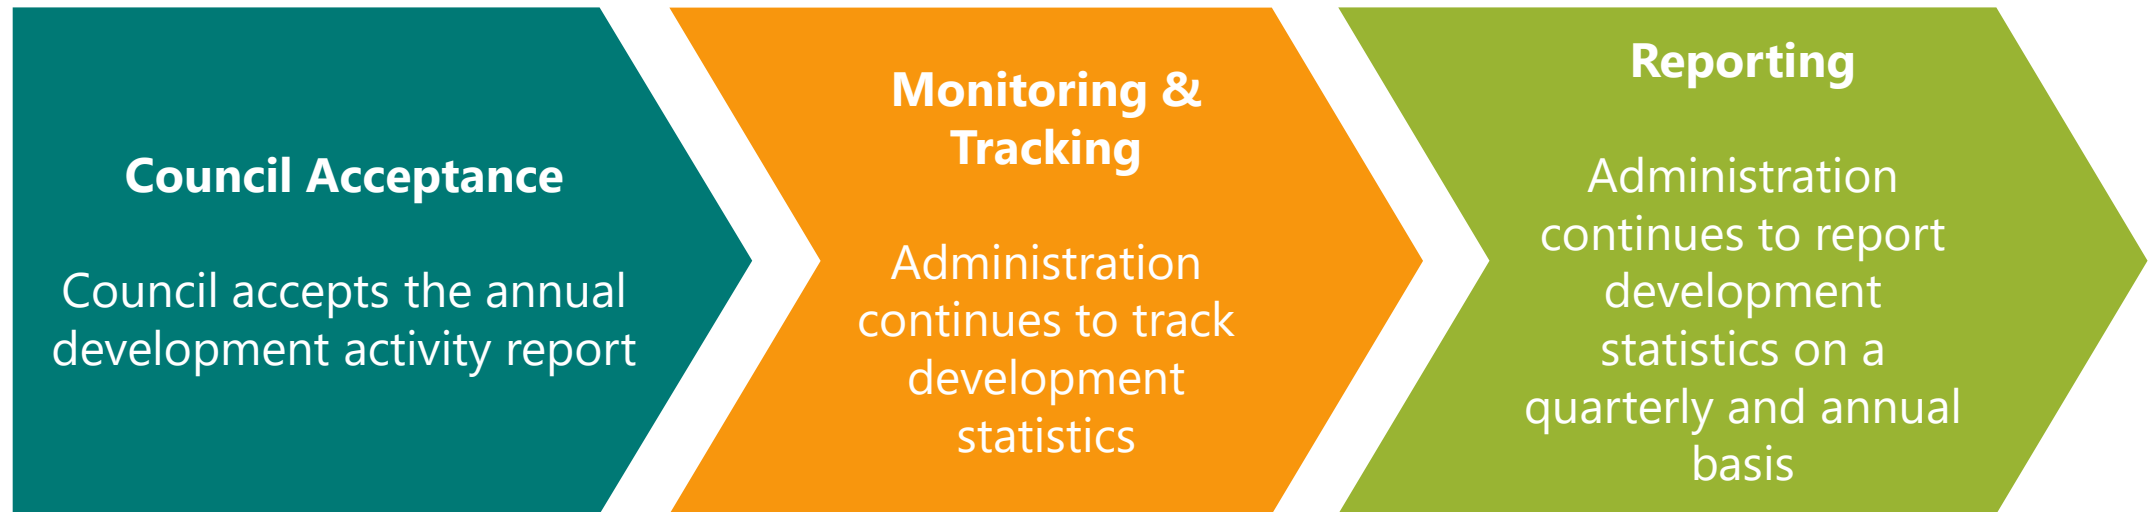 Council Acceptance
Council accepts the annual
development activity report
Monitoring &
Tracking
Administration
continues to track
development
statistics
Reporting
Administration
continues to report
development
statistics on a
quarterly and annual
basis